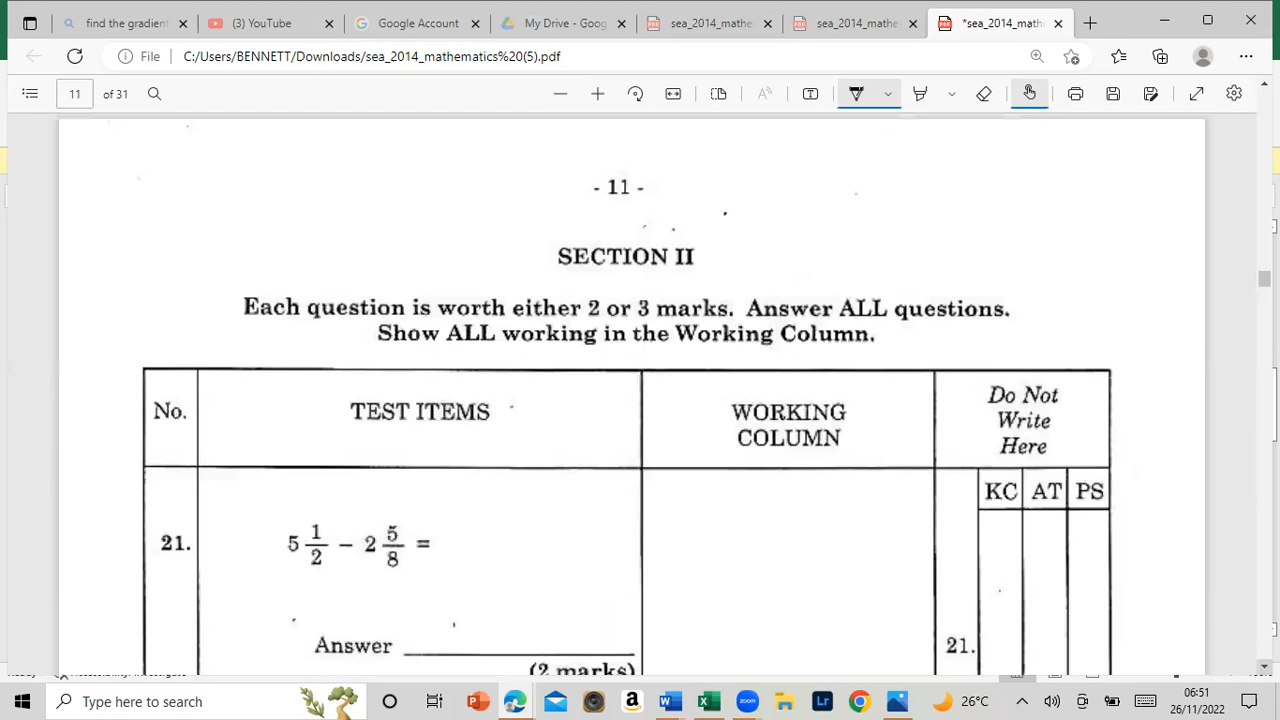 find the gradient
(3) YouTube
Google Account
My Drive - Goog
sea_2014_mathe
sea_2014_mathe
*sea_2014_math
File
C:/Users/BENNETT/Downloads/sea_2014_mathematics%20(5).pdf
11 of 31
- 11 -
SECTION II
Each question is worth either 2 or 3 marks. Answer ALL questions.
Show ALL working in the Working Column.
No.
TEST ITEMS
WORKING
COLUMN
Do Not
Write
Here
KC AT PS
21.
5 1/2 − 2 5/8 =
Answer
(2 marks)
21.
Type here to search
26°C
06:51
26/11/2022